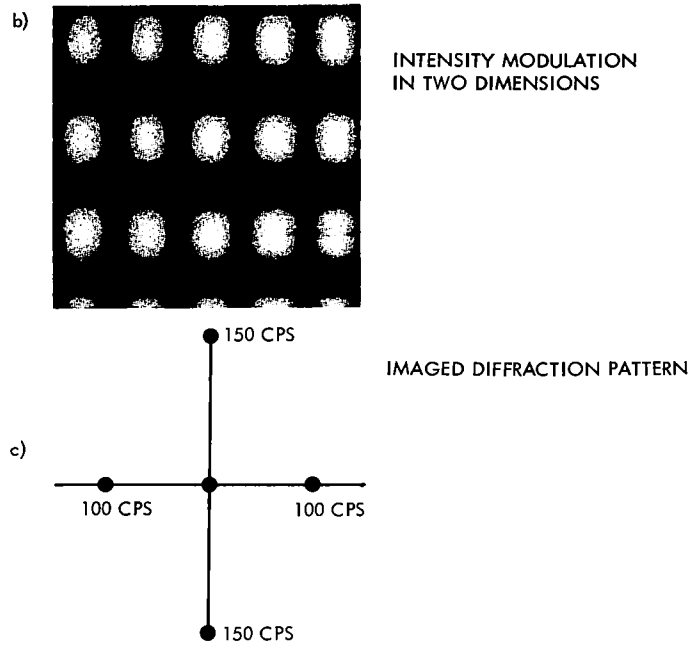 b)
INTENSITY MODULATION
IN TWO DIMENSIONS
150 CPS
IMAGED DIFFRACTION PATTERN
c)
100 CPS
100 CPS
150 CPS